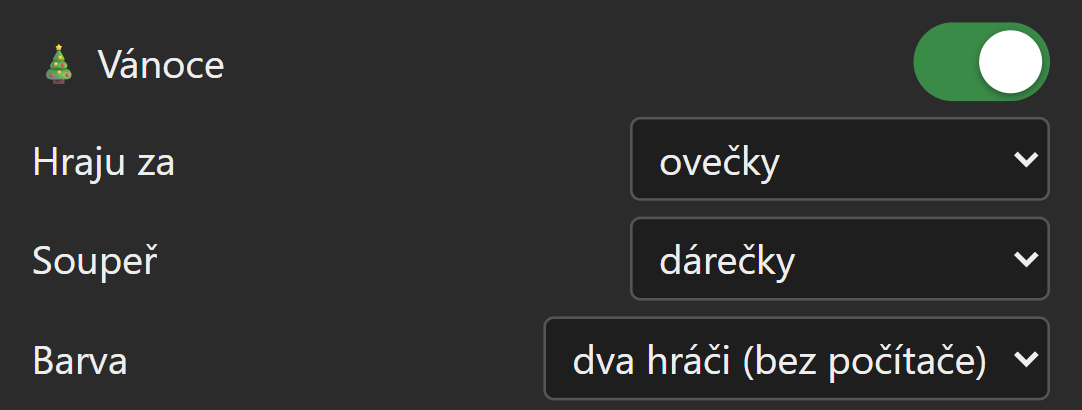 🎄 Vánoce
Hraju za ovečky
Soupeř dárečky
Barva dva hráči (bez počítače)